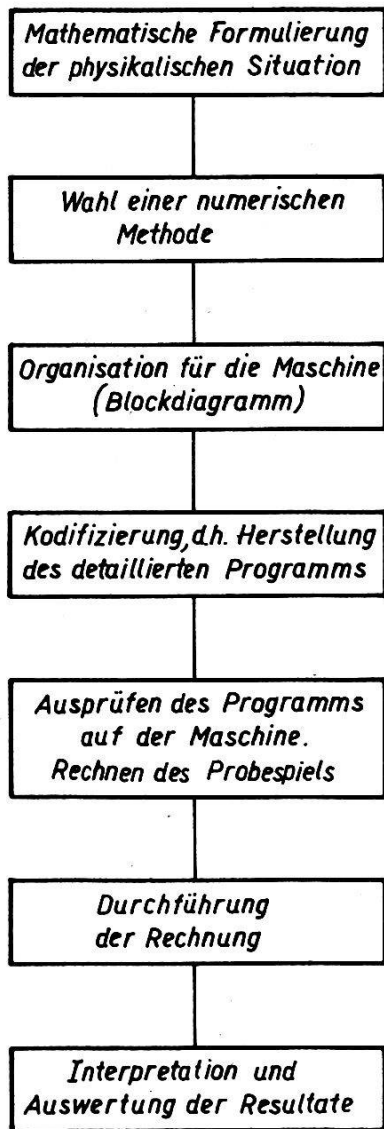 Mathematische Formulierung
der physikalischen Situation
Wahl einer numerischen
Methode
Organisation für die Maschine
(Blockdiagramm)
Kodifizierung, d.h. Herstellung
des detaillierten Programms
Ausprüfen des Programms
auf der Maschine.
Rechnen des Probespiels
Durchführung
der Rechnung
Interpretation und
Auswertung der Resultate